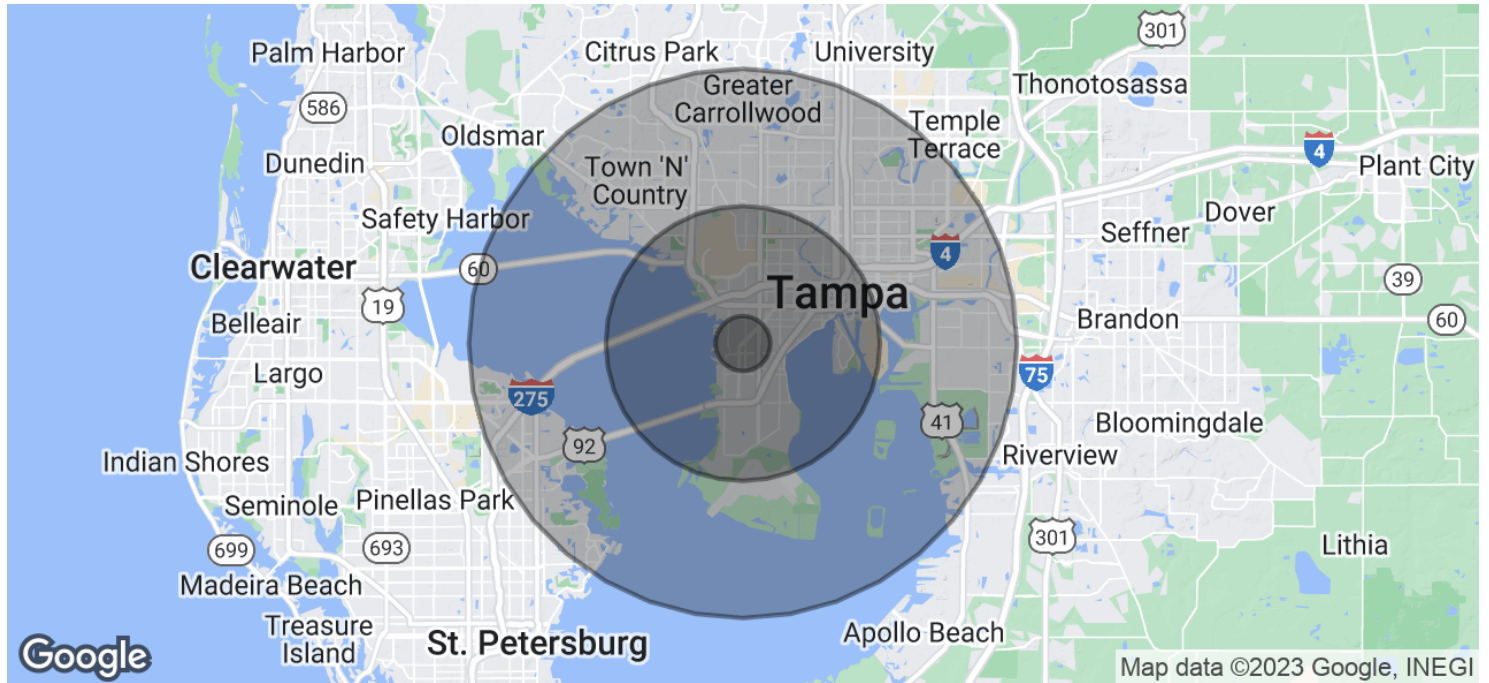 Palm Harbor
Citrus Park
University
301
Thonotosassa
586
Greater
Carrollwood
Oldsmar
Temple
Terrace
4
Dunedin
Town 'N'
Country
Plant City
Safety Harbor
Dover
Seffner
Clearwater
60
4
39
19
Tampa
Belleair
Brandon
60
Largo
275
75
92
41
Bloomingdale
Indian Shores
Riverview
Seminole
Pinellas Park
699
693
301
Lithia
Madeira Beach
Treasure
Island
St. Petersburg
Apollo Beach
Google
Map data ©2023 Google, INEGI